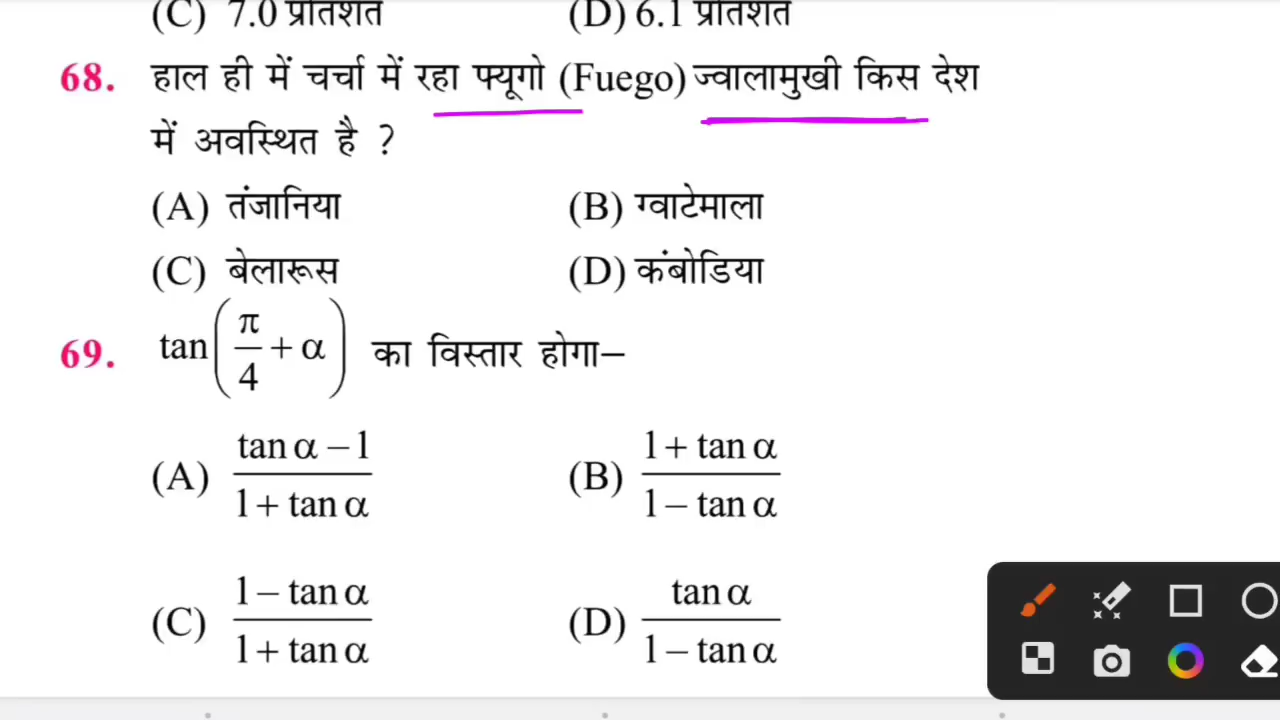 (C) 7.0 प्रतिशत (D) 6.1 प्रतिशत
68. हाल ही में चर्चा में रहा फ्यूगो (Fuego) ज्वालामुखी किस देश
में अवस्थित है ?
(A) तंजानिया (B) ग्वाटेमाला
(C) बेलारूस (D) कंबोडिया
69. tan(π/4 + α) का विस्तार होगा–
(A) (tan α – 1)/(1 + tan α) (B) (1 + tan α)/(1 – tan α)
(C) (1 – tan α)/(1 + tan α) (D) (tan α)/(1 – tan α)